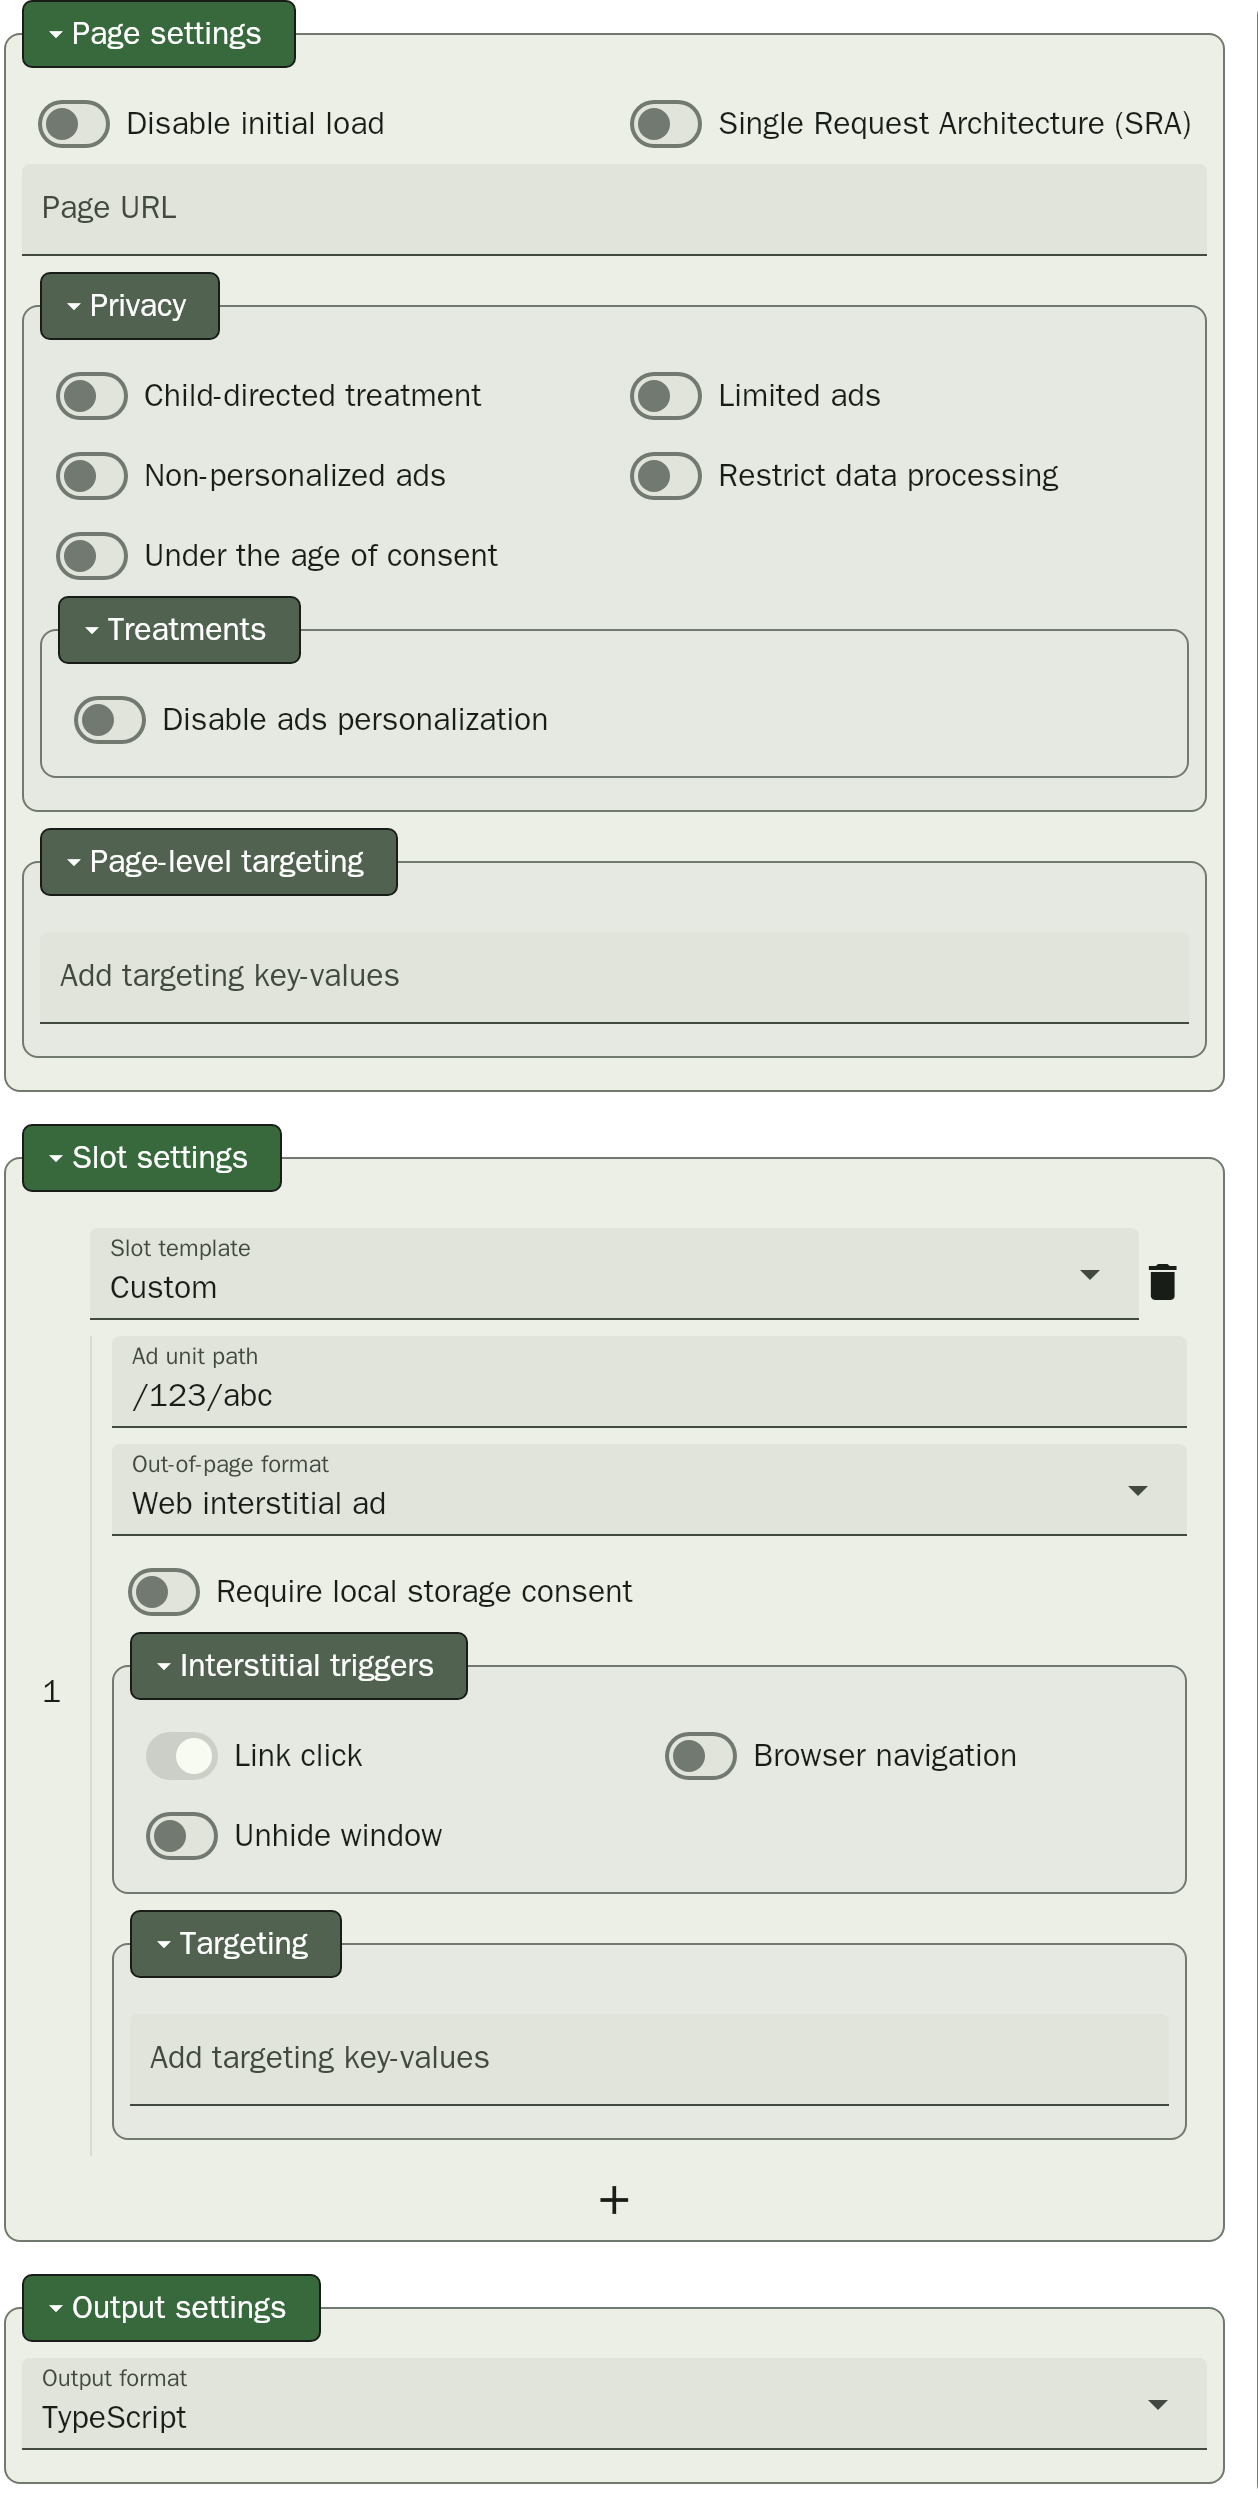 Page settings
Disable initial load
Single Request Architecture (SRA)
Page URL
Privacy
Child-directed treatment
Limited ads
Non-personalized ads
Restrict data processing
Under the age of consent
Treatments
Disable ads personalization
Page-level targeting
Add targeting key-values
Slot settings
Slot template
Custom
Ad unit path
/123/abc
Out-of-page format
Web interstitial ad
Require local storage consent
1
Interstitial triggers
Link click
Browser navigation
Unhide window
Targeting
Add targeting key-values
+
Output settings
Output format
TypeScript